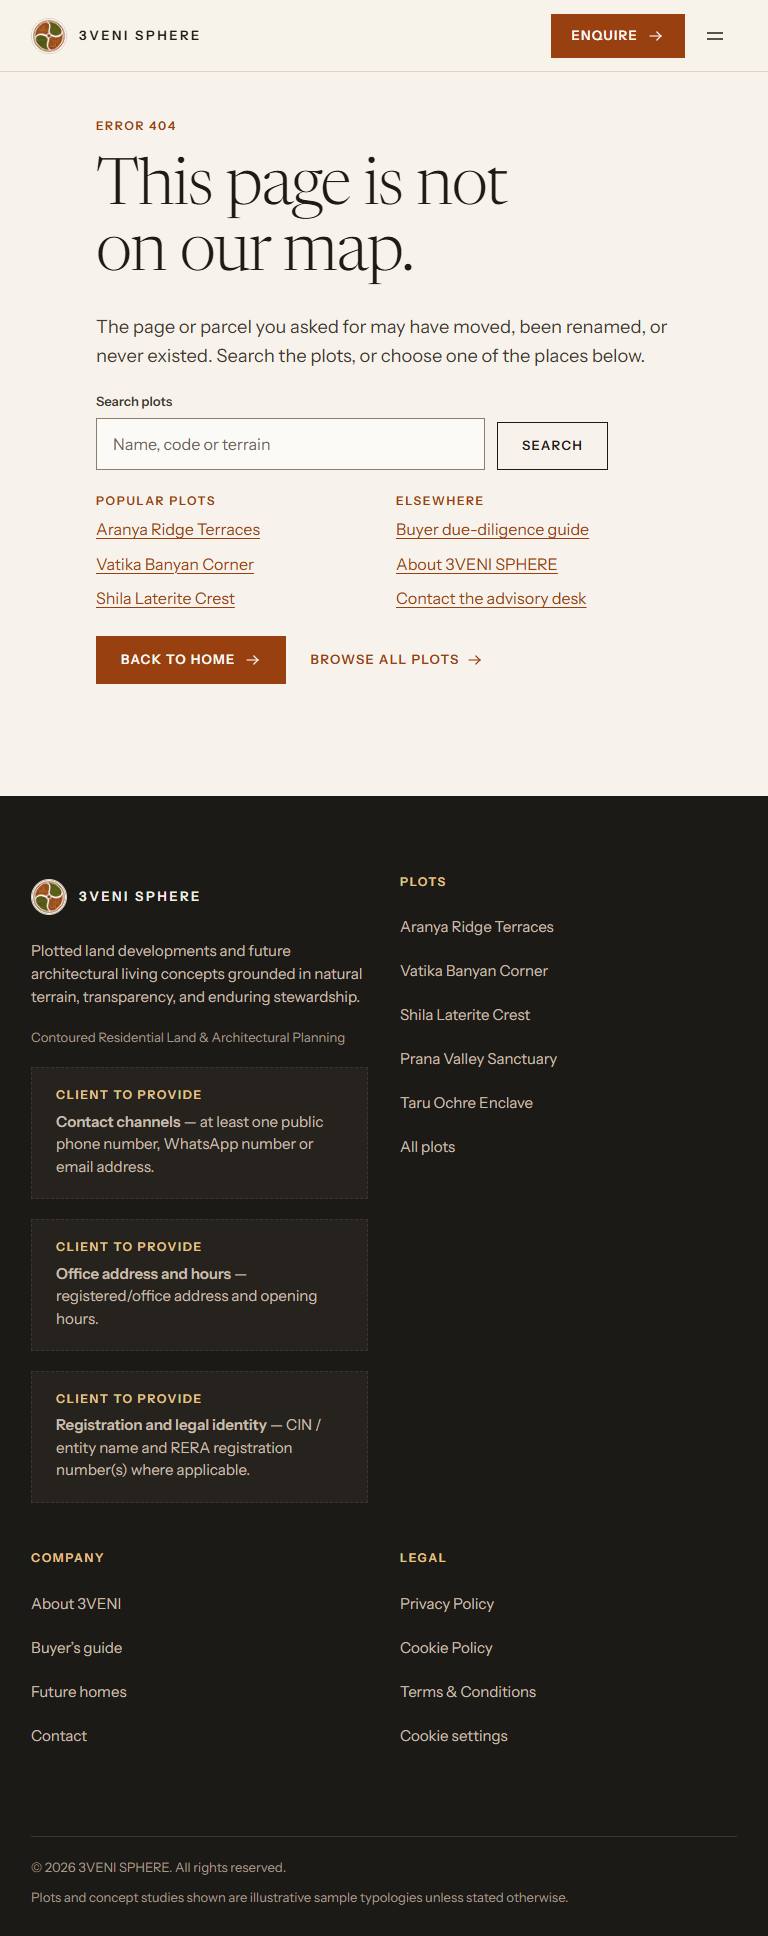 3VENI SPHERE
ENQUIRE →
ERROR 404
This page is not
on our map.
The page or parcel you asked for may have moved, been renamed, or
never existed. Search the plots, or choose one of the places below.
Search plots
Name, code or terrain
SEARCH
POPULAR PLOTS
Aranya Ridge Terraces
Vatika Banyan Corner
Shila Laterite Crest
ELSEWHERE
Buyer due-diligence guide
About 3VENI SPHERE
Contact the advisory desk
BACK TO HOME →
BROWSE ALL PLOTS →
3VENI SPHERE
Plotted land developments and future
architectural living concepts grounded in natural
terrain, transparency, and enduring stewardship.
Contoured Residential Land & Architectural Planning
CLIENT TO PROVIDE
Contact channels — at least one public
phone number, WhatsApp number or
email address.
CLIENT TO PROVIDE
Office address and hours —
registered/office address and opening
hours.
CLIENT TO PROVIDE
Registration and legal identity — CIN /
entity name and RERA registration
number(s) where applicable.
PLOTS
Aranya Ridge Terraces
Vatika Banyan Corner
Shila Laterite Crest
Prana Valley Sanctuary
Taru Ochre Enclave
All plots
COMPANY
About 3VENI
Buyer's guide
Future homes
Contact
LEGAL
Privacy Policy
Cookie Policy
Terms & Conditions
Cookie settings
© 2026 3VENI SPHERE. All rights reserved.
Plots and concept studies shown are illustrative sample typologies unless stated otherwise.